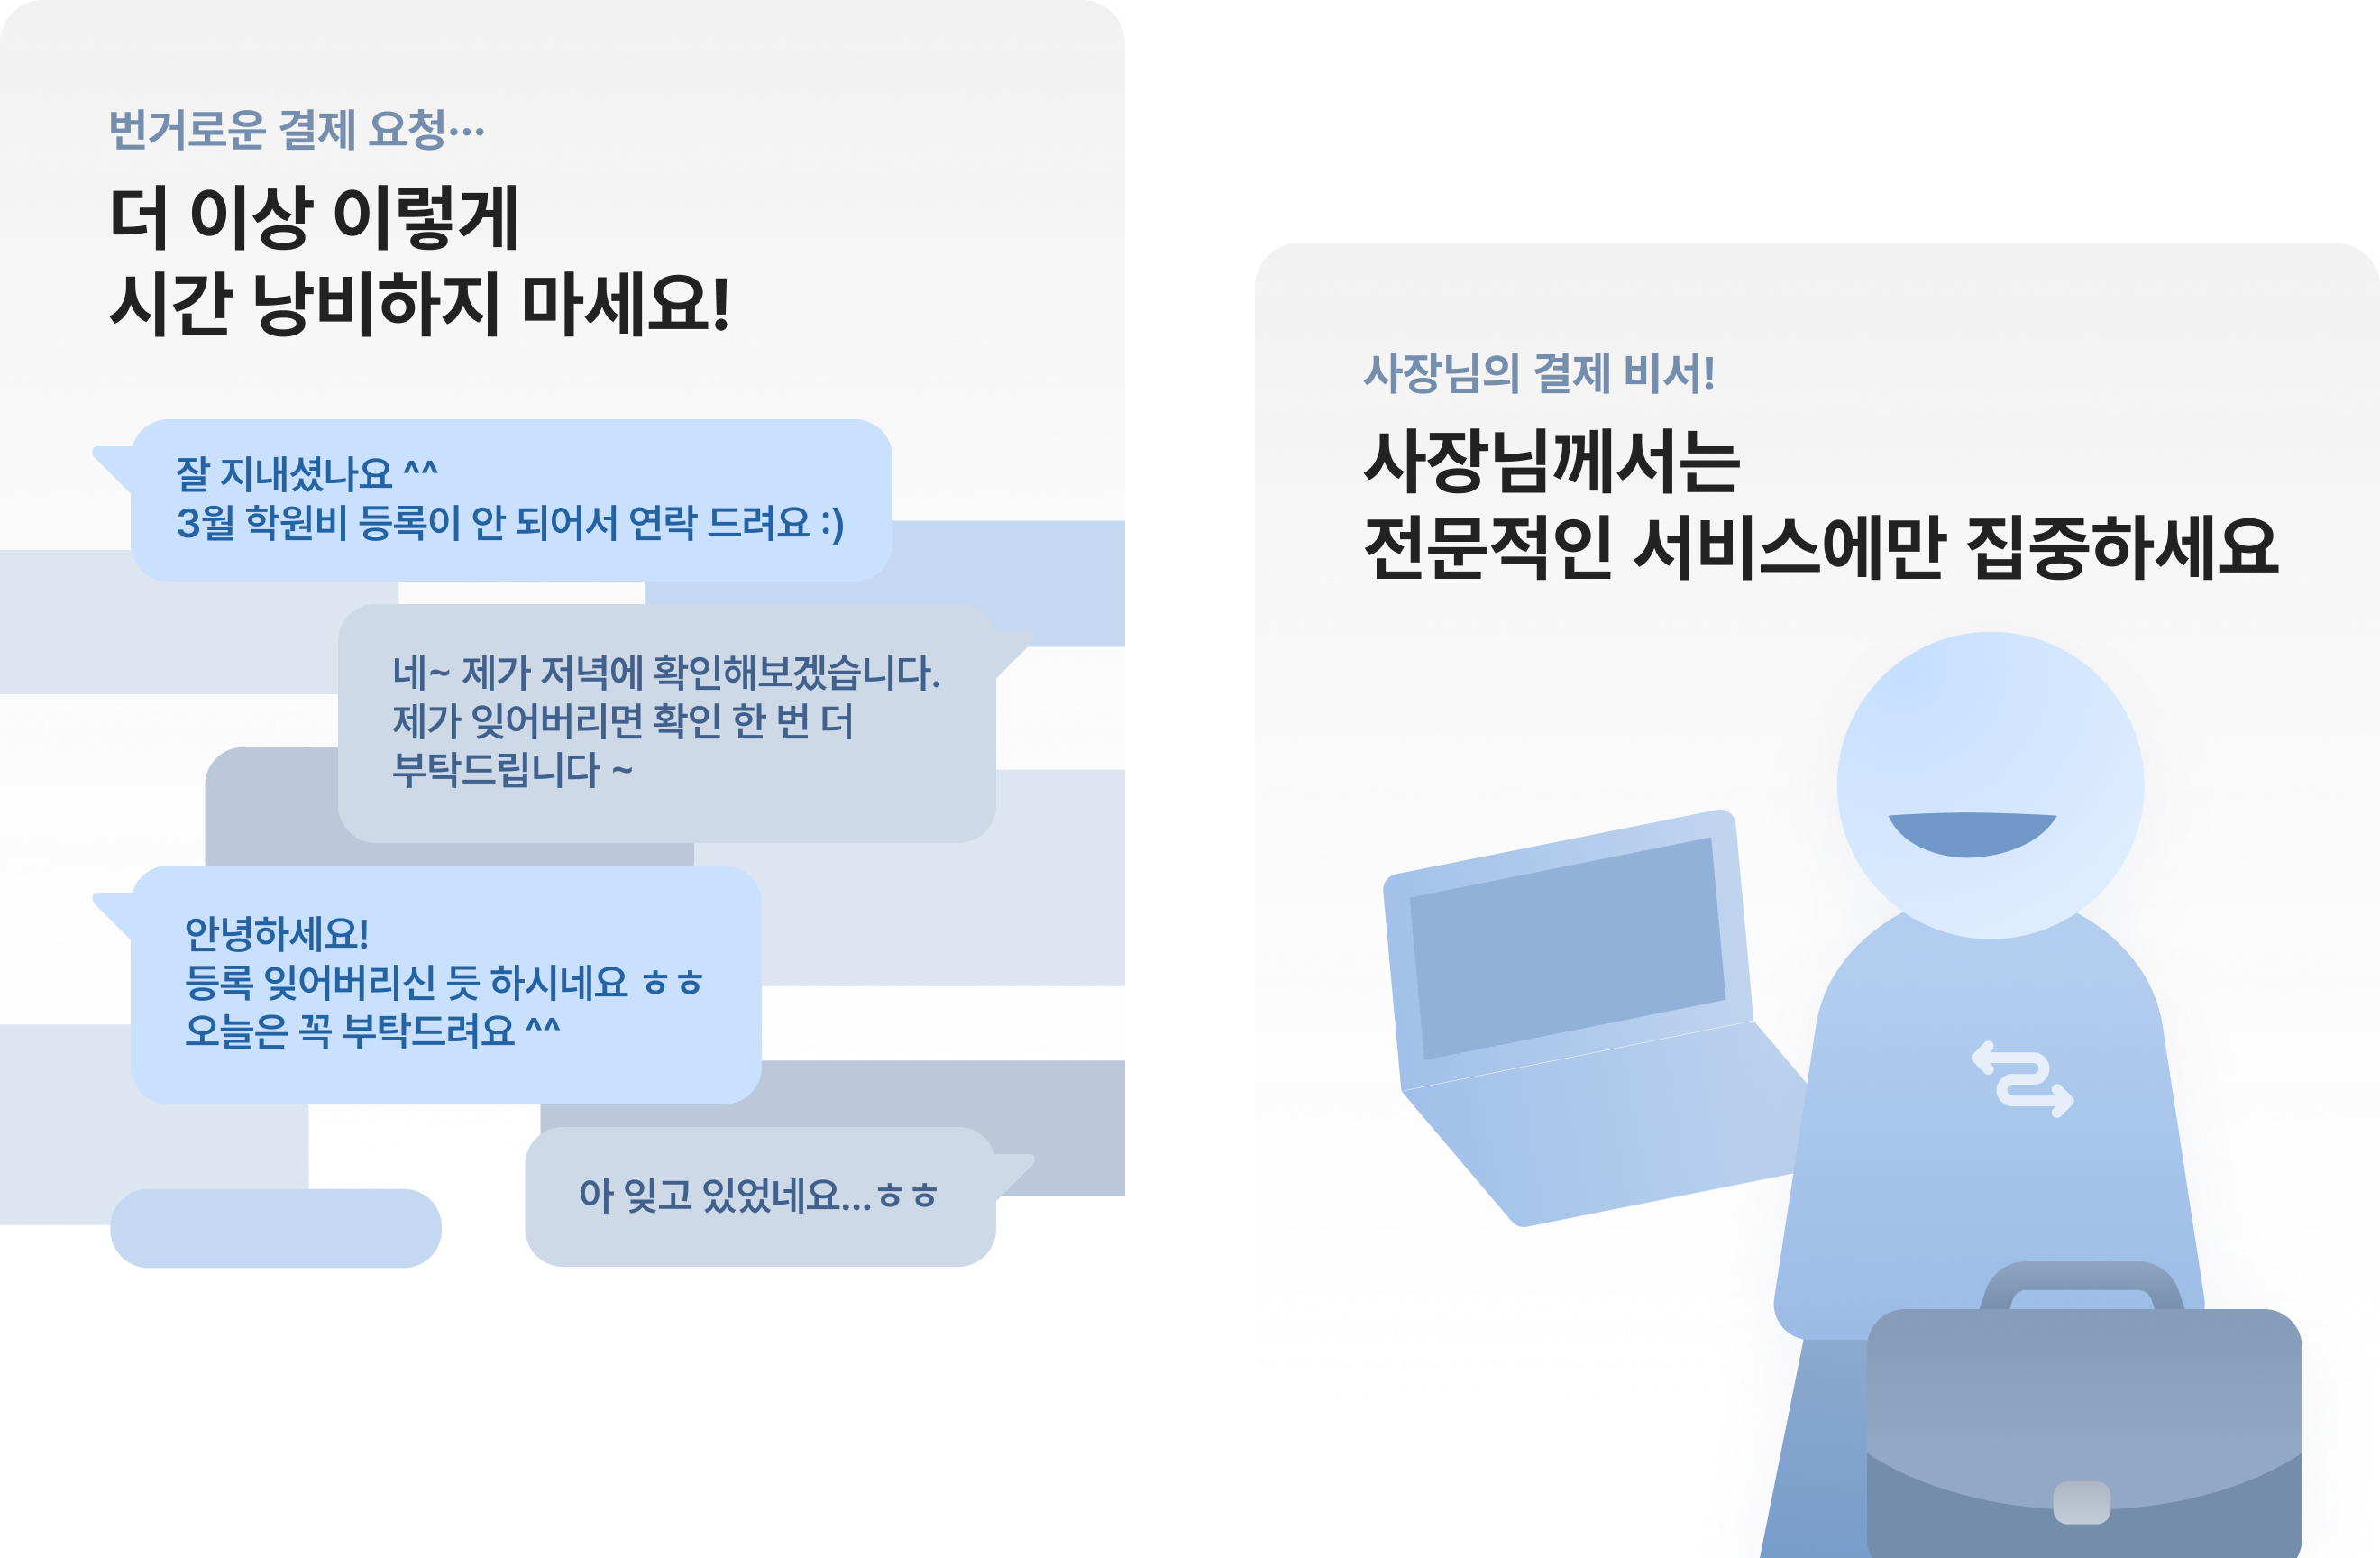 번거로운 결제 요청…
더 이상 이렇게
시간 낭비하지 마세요!
잘 지내셨나요 ^^
3월 학원비 등록이 안 되어서 연락 드려요 :)
네~ 제가 저녁에 확인해보겠습니다.
제가 잊어버리면 확인 한 번 더
부탁드립니다 ~
안녕하세요!
등록 잊어버리신 듯 하시네요 ㅎㅎ
오늘은 꼭 부탁드려요 ^^
아 잊고 있었네요...ㅎㅎ
사장님의 결제 비서!
사장님께서는
전문적인 서비스에만 집중하세요